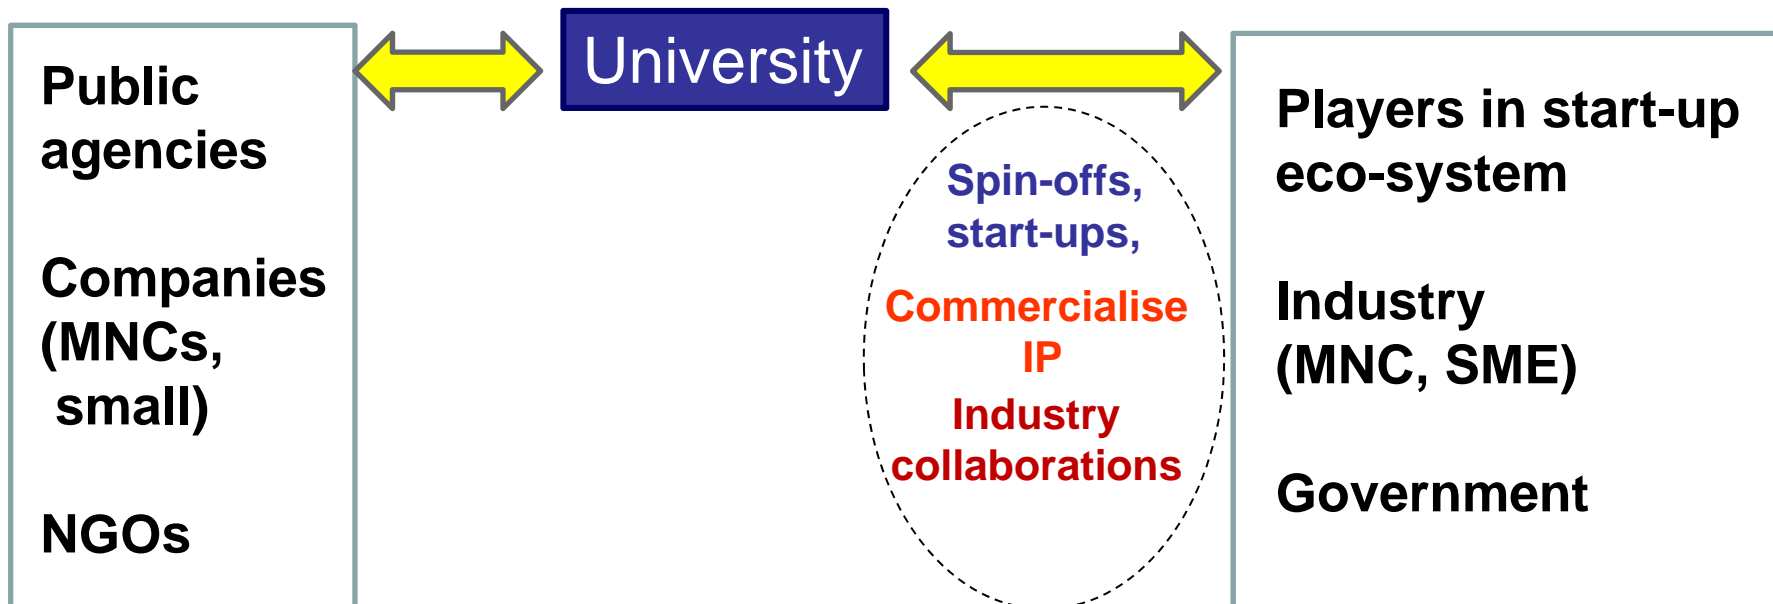 Public
agencies
Companies
(MNCs,
small)
NGOs
University
Spin-offs,
start-ups,
Commercialise
IP
Industry
collaborations
Players in start-up
eco-system
Industry
(MNC, SME)
Government